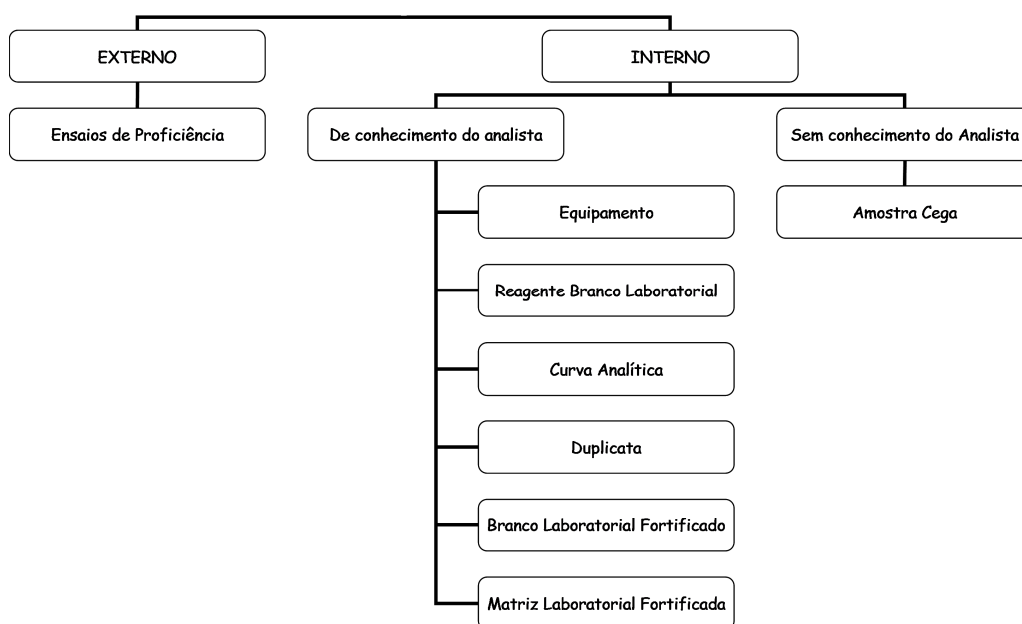 EXTERNO
INTERNO
Ensaios de Proficiência
De conhecimento do analista
Sem conhecimento do Analista
Equipamento
Amostra Cega
Reagente Branco Laboratorial
Curva Analítica
Duplicata
Branco Laboratorial Fortificado
Matriz Laboratorial Fortificada